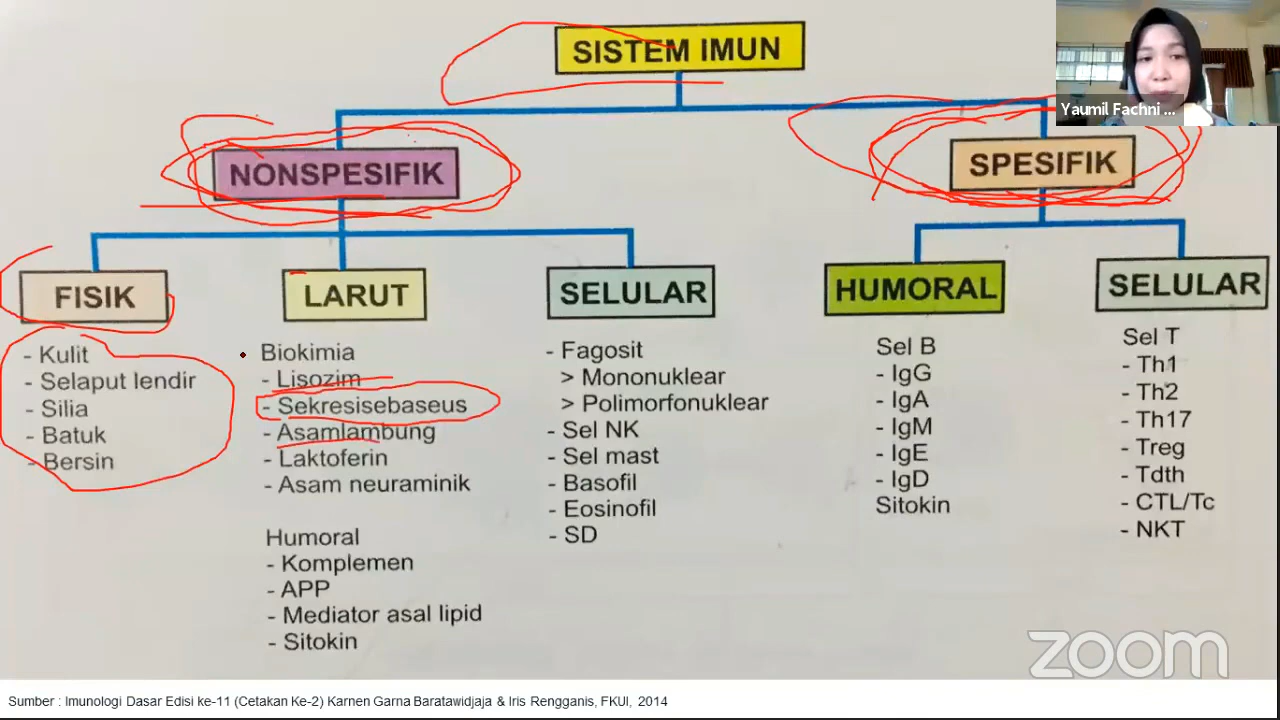 SISTEM IMUN
Yaumil Fachni ...
NONSPESIFIK
SPESIFIK
FISIK
- Kulit
- Selaput lendir
- Silia
- Batuk
- Bersin
LARUT
Biokimia
- Lisozim
- Sekresisebaseus
- Asamlambung
- Laktoferin
- Asam neuraminik
Humoral
- Komplemen
- APP
- Mediator asal lipid
- Sitokin
SELULAR
- Fagosit
> Mononuklear
> Polimorfonuklear
- Sel NK
- Sel mast
- Basofil
- Eosinofil
- SD
HUMORAL
Sel B
- IgG
- IgA
- IgM
- IgE
- IgD
Sitokin
SELULAR
Sel T
- Th1
- Th2
- Th17
- Treg
- Tdth
- CTL/Tc
- NKT
zoom
Sumber : Imunologi Dasar Edisi ke-11 (Cetakan Ke-2) Karnen Garna Baratawidjaja & Iris Rengganis, FKUI, 2014